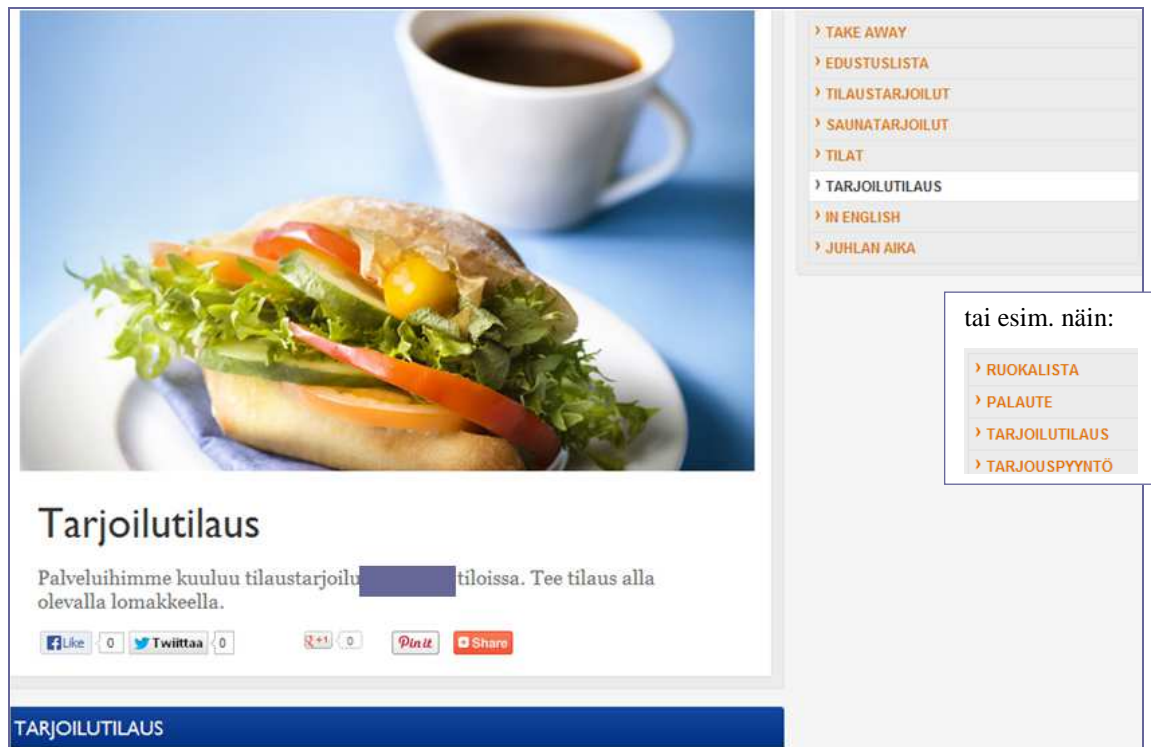 › TAKE AWAY
› EDUSTUSLISTA
› TILAUSTARJOILUT
› SAUNATARJOILUT
› TILAT
› TARJOILUTILAUS
› IN ENGLISH
› JUHLAN AIKA
tai esim. näin:
› RUOKALISTA
› PALAUTE
› TARJOILUTILAUS
› TARJOUSPYYNTÖ
Tarjoilutilaus
Palveluihimme kuuluu tilaustarjoilu tiloissa. Tee tilaus alla
olevalla lomakkeella.
Like 0 Twiittaa 0 +1 0 Pin it Share
TARJOILUTILAUS